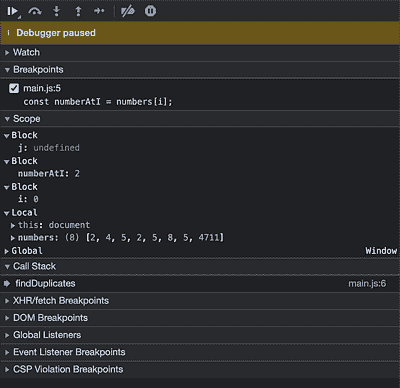 Debugger paused
Watch
Breakpoints
main.js:5
const numberAtI = numbers[i];
Scope
Block
j: undefined
Block
numberAtI: 2
Block
i: 0
Local
this: document
numbers: (8) [2, 4, 5, 2, 5, 8, 5, 4711]
Global Window
Call Stack
findDuplicates main.js:6
XHR/fetch Breakpoints
DOM Breakpoints
Global Listeners
Event Listener Breakpoints
CSP Violation Breakpoints